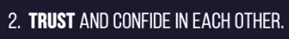 2. TRUST AND CONFIDE IN EACH OTHER.